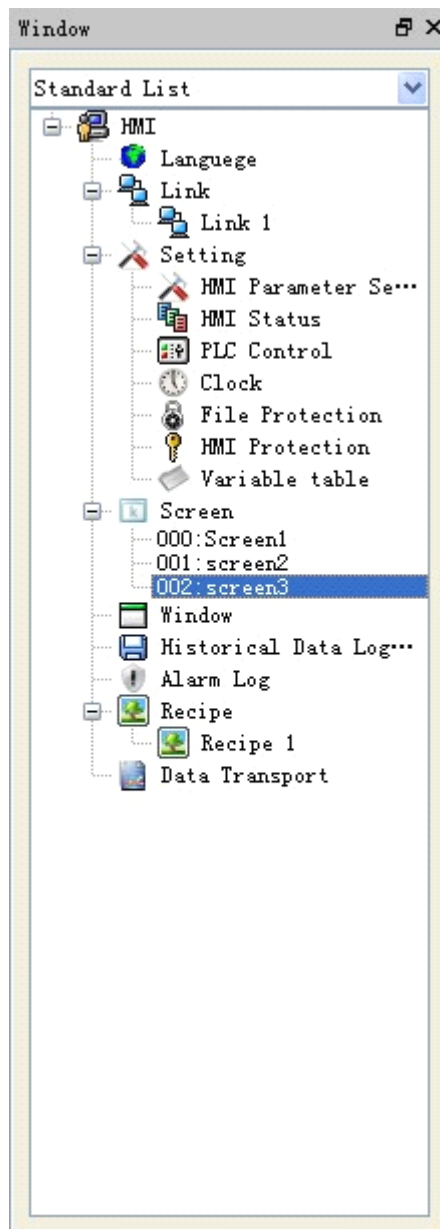 Window
Standard List
HMI
Languege
Link
Link 1
Setting
HMI Parameter Se···
HMI Status
PLC Control
Clock
File Protection
HMI Protection
Variable table
Screen
000:Screen1
001:screen2
002:screen3
Window
Historical Data Log···
Alarm Log
Recipe
Recipe 1
Data Transport